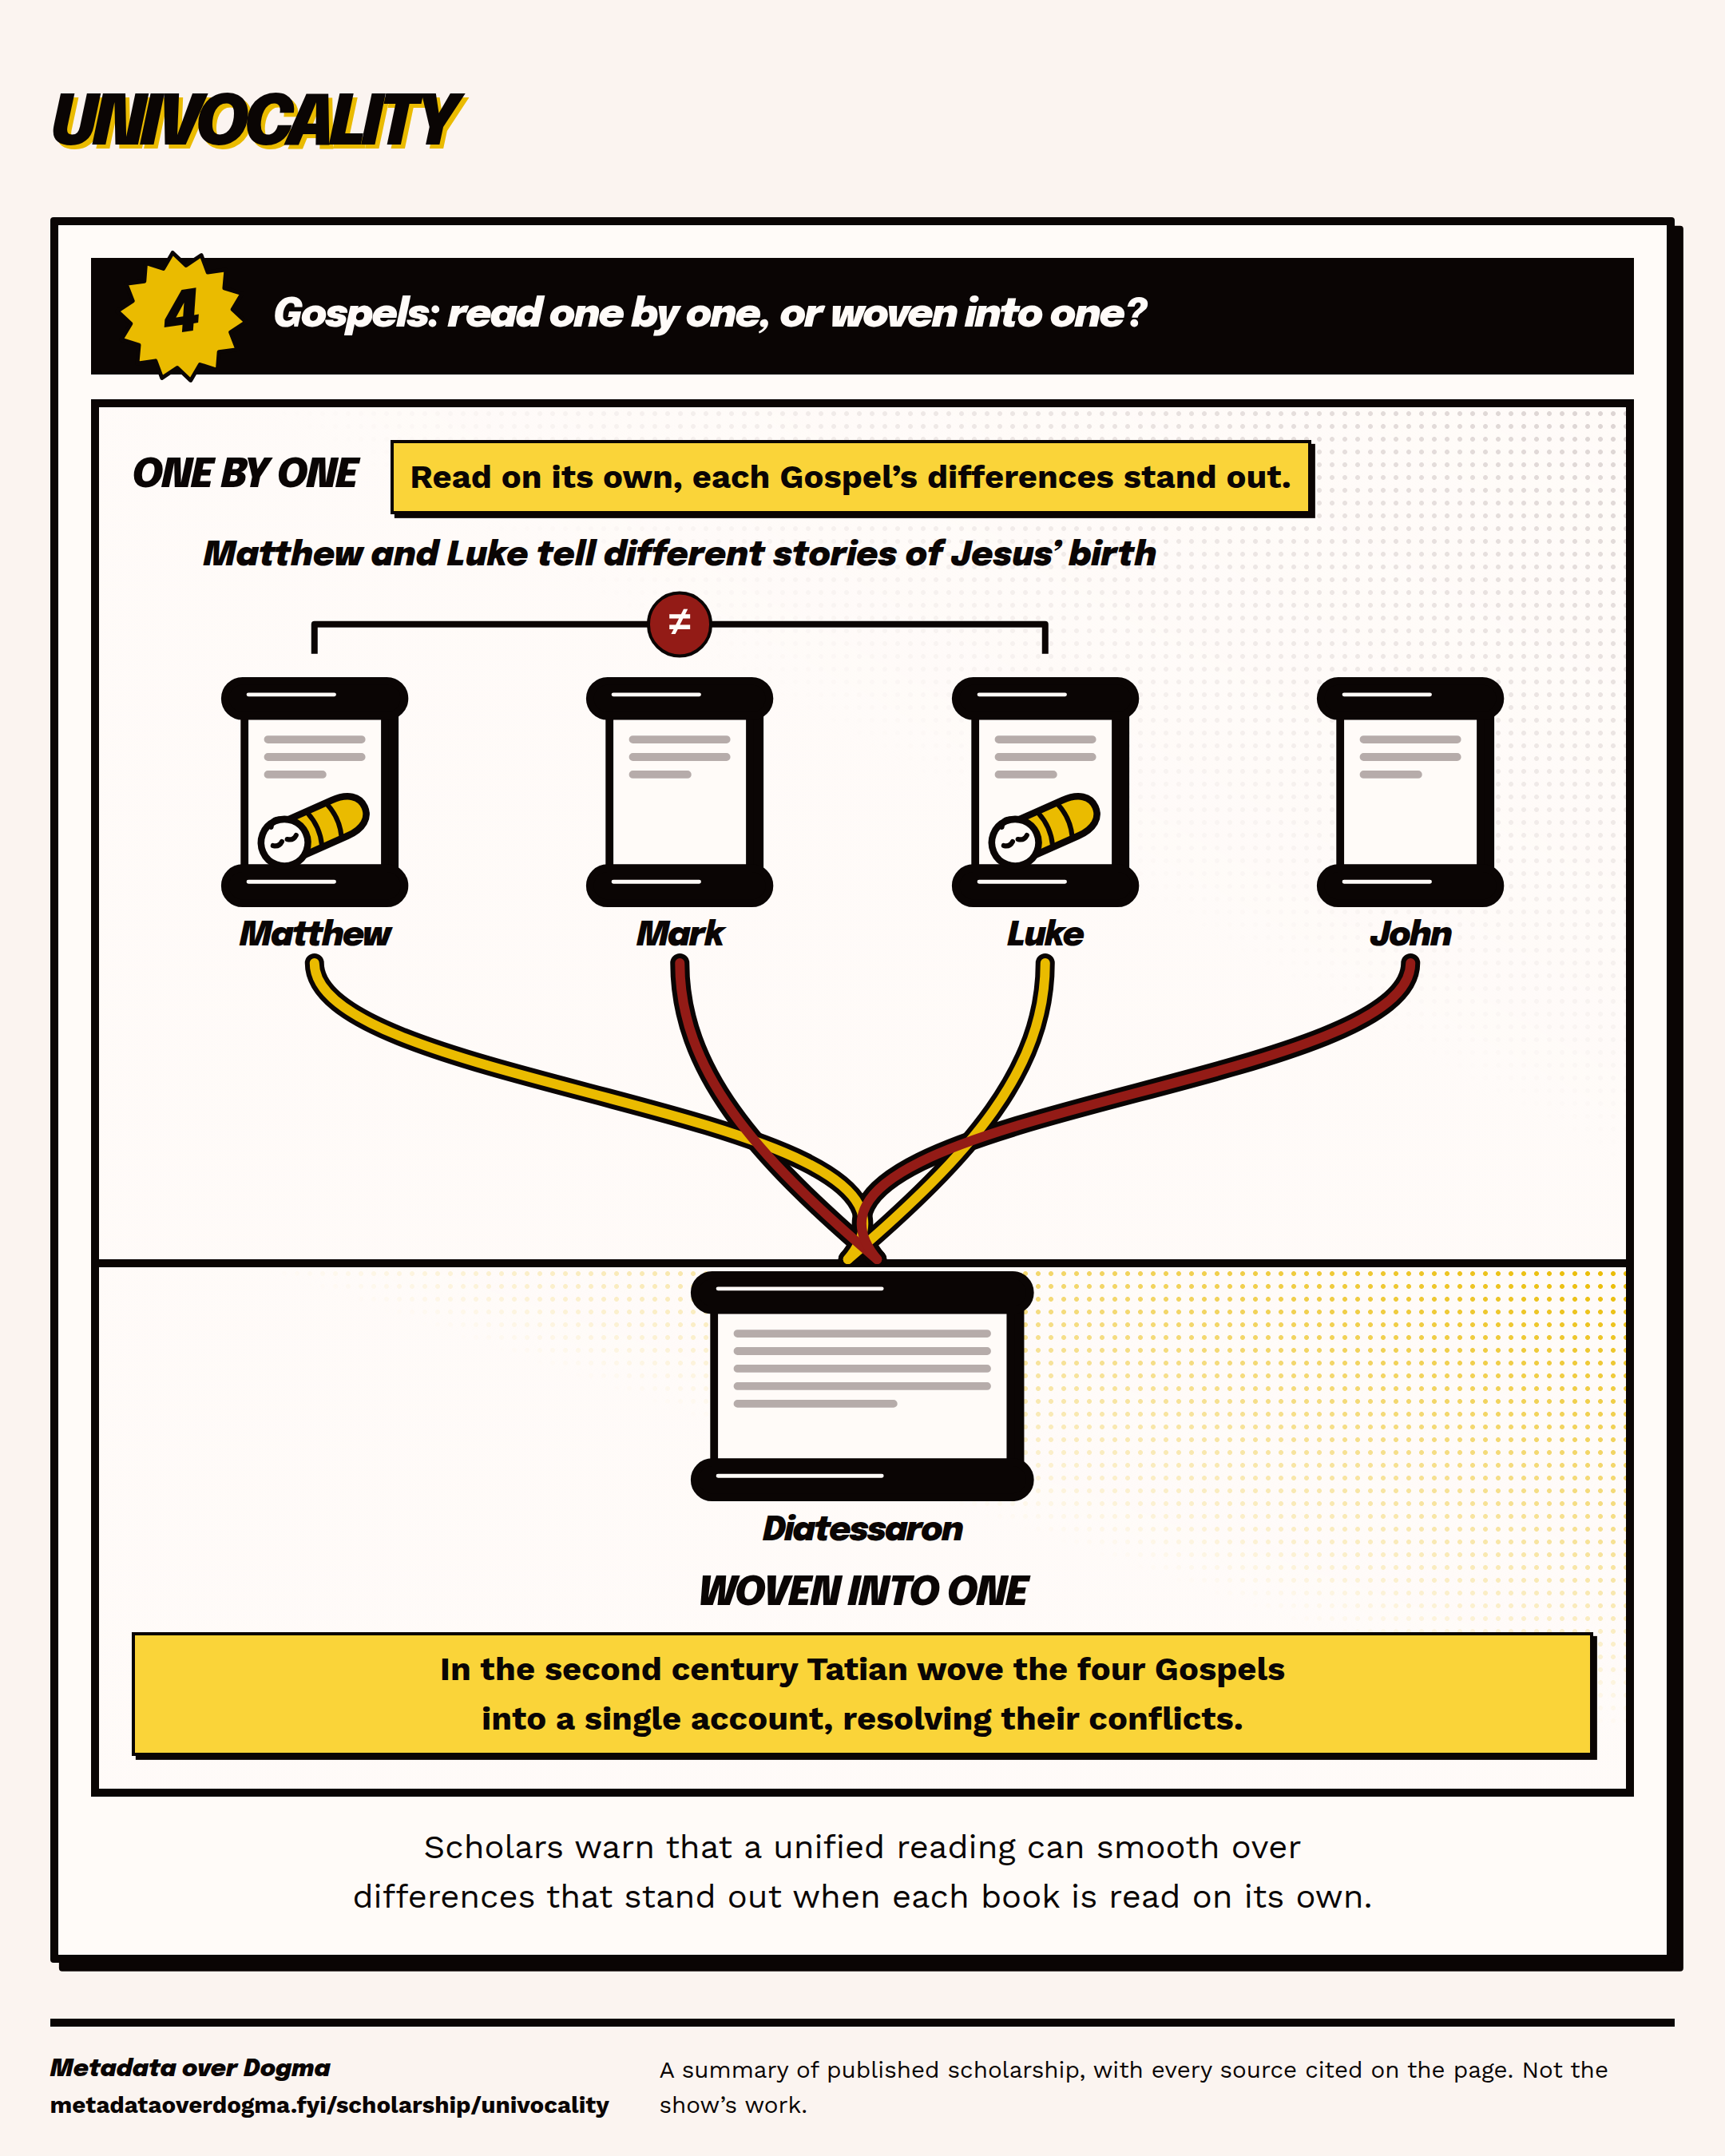 UNIVOCALITY
4
Gospels: read one by one, or woven into one?
ONE BY ONE
Read on its own, each Gospel’s differences stand out.
Matthew and Luke tell different stories of Jesus’ birth
≠
Matthew
Mark
Luke
John
Diatessaron
WOVEN INTO ONE
In the second century Tatian wove the four Gospels
into a single account, resolving their conflicts.
Scholars warn that a unified reading can smooth over
differences that stand out when each book is read on its own.
Metadata over Dogma
metadataoverdogma.fyi/scholarship/univocality
A summary of published scholarship, with every source cited on the page. Not the
show’s work.